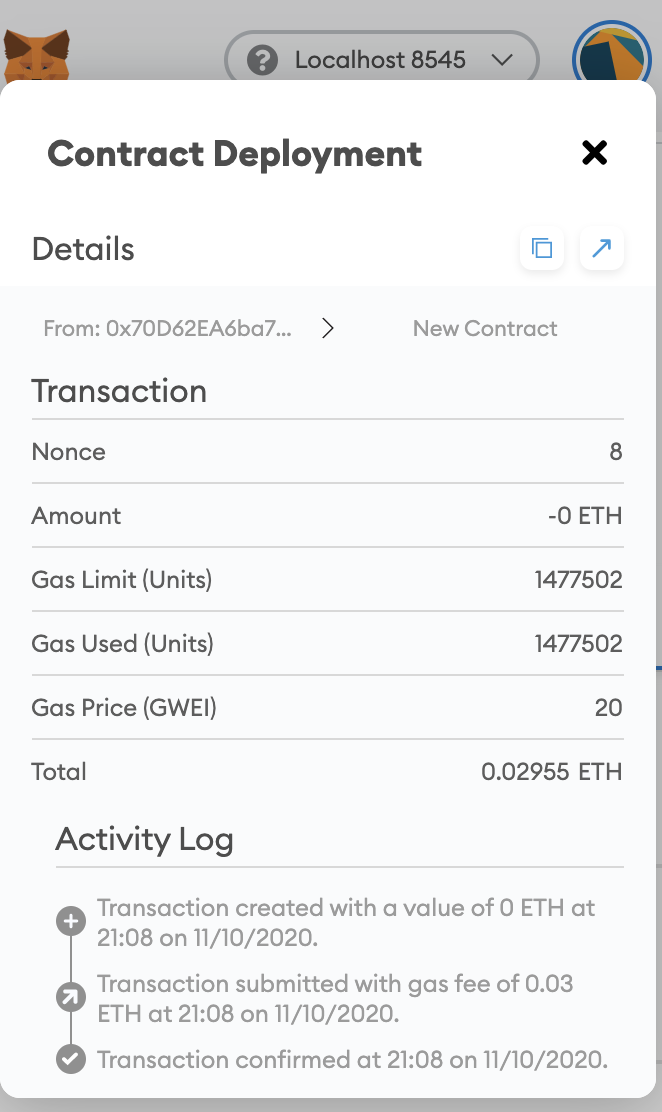 Localhost 8545
Contract Deployment
Details
From: 0x70D62EA6ba7...
New Contract
Transaction
Nonce 8
Amount -0 ETH
Gas Limit (Units) 1477502
Gas Used (Units) 1477502
Gas Price (GWEI) 20
Total 0.02955 ETH
Activity Log
Transaction created with a value of 0 ETH at
21:08 on 11/10/2020.
Transaction submitted with gas fee of 0.03
ETH at 21:08 on 11/10/2020.
Transaction confirmed at 21:08 on 11/10/2020.